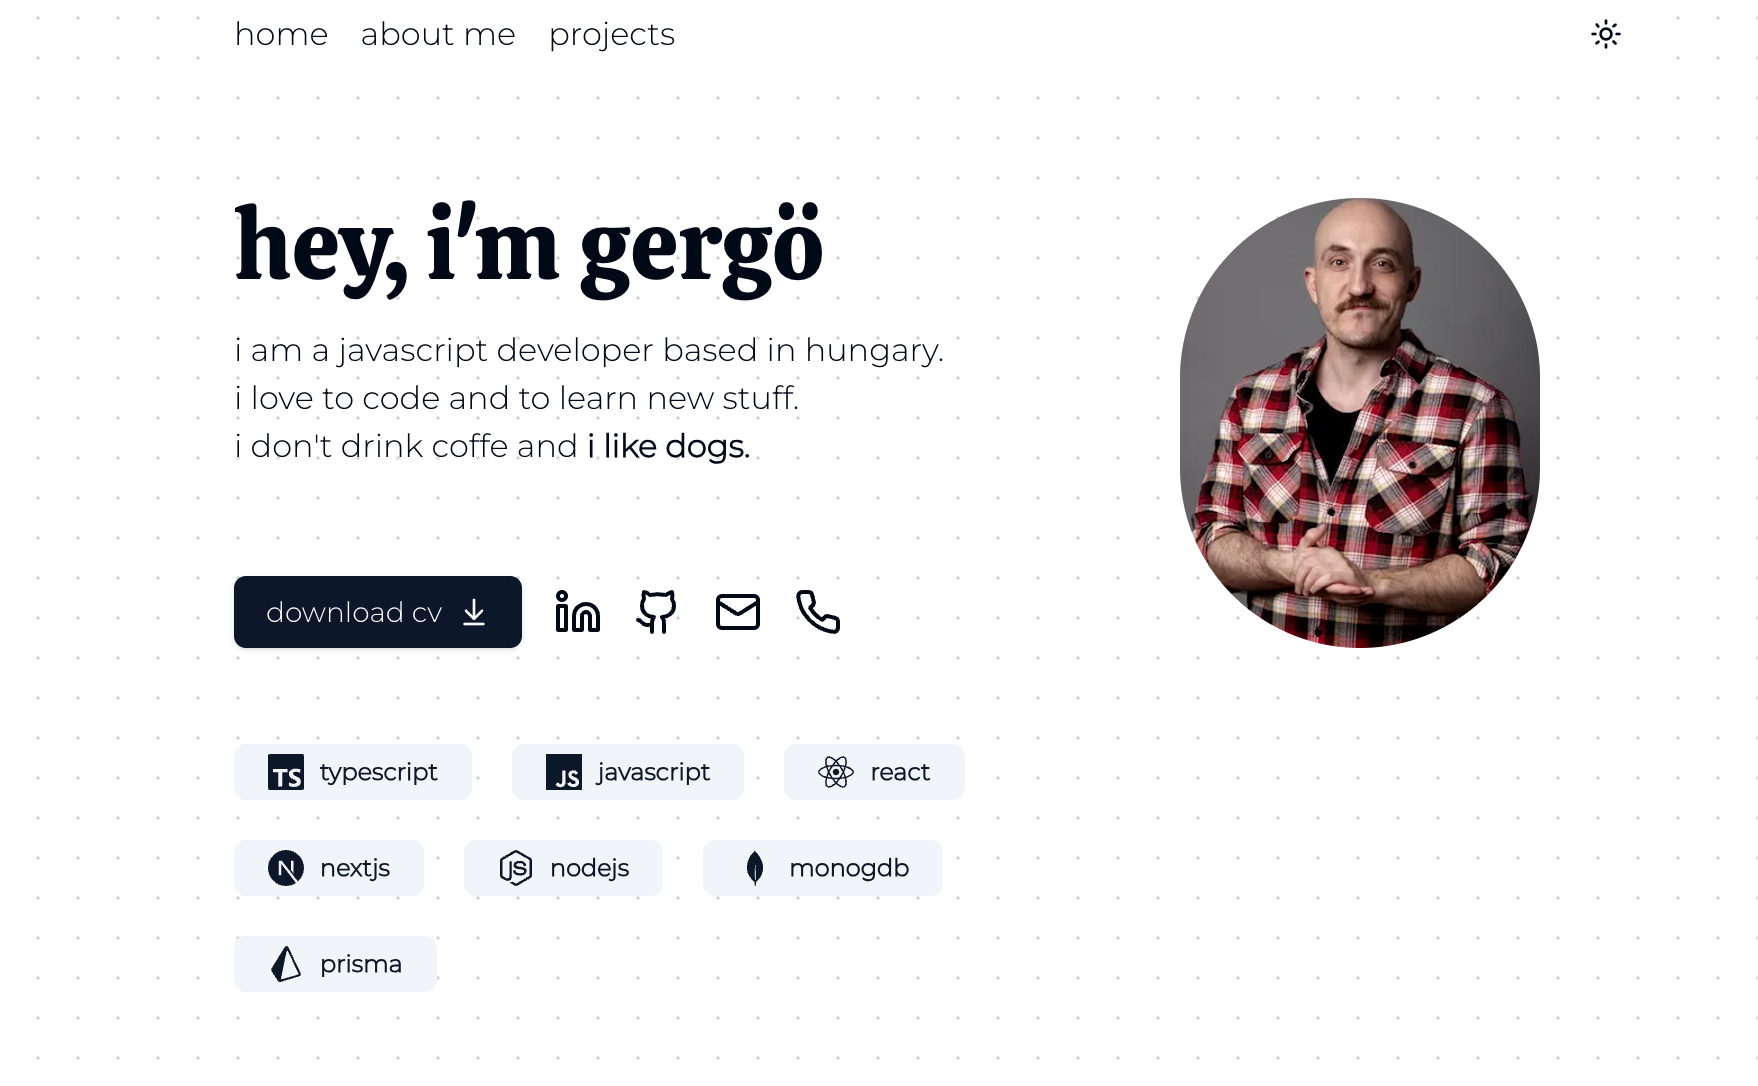 home about me projects
hey, i'm gergö
i am a javascript developer based in hungary.
i love to code and to learn new stuff.
i don't drink coffe and i like dogs.
download cv
TS typescript JS javascript react
N nextjs JS nodejs monogdb
prisma